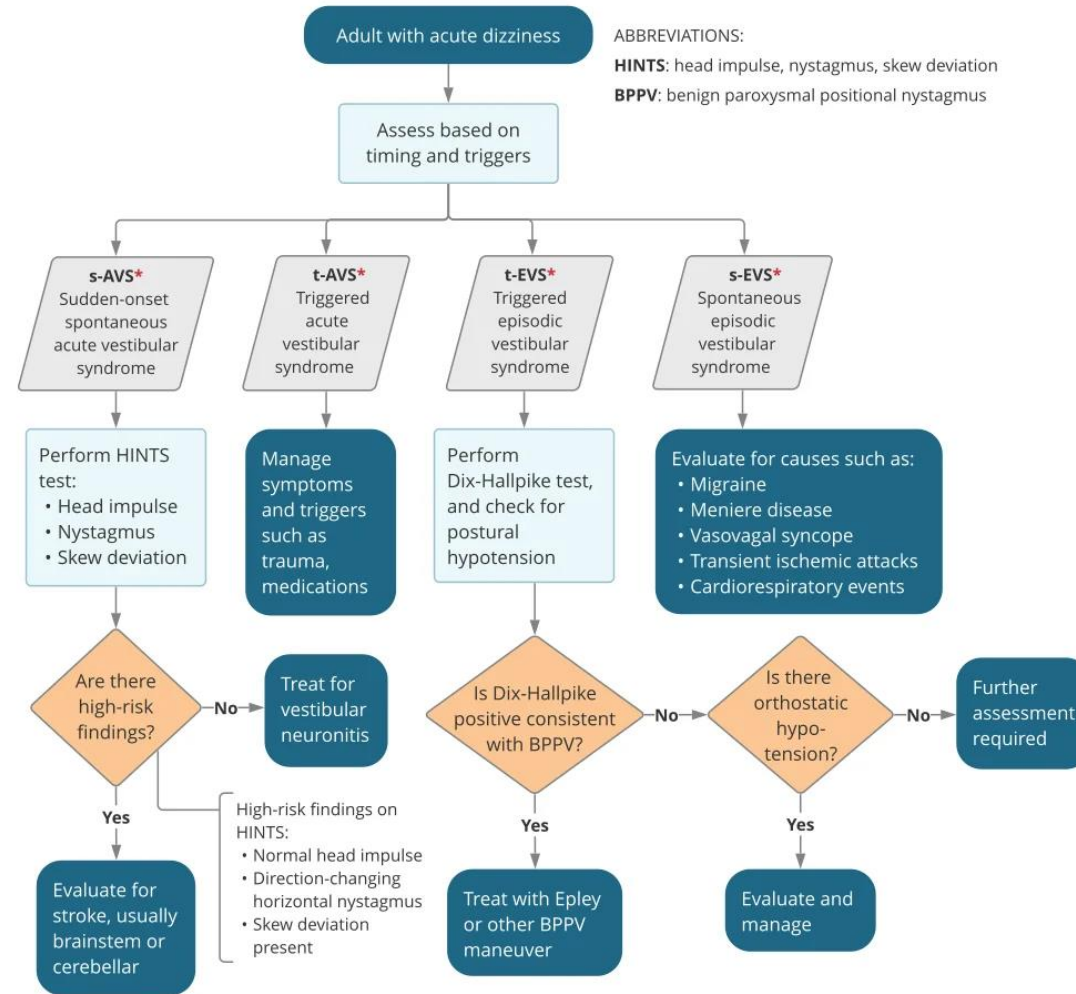 Adult with acute dizziness
ABBREVIATIONS:
HINTS: head impulse, nystagmus, skew deviation
BPPV: benign paroxysmal positional nystagmus
Assess based on
timing and triggers
s-AVS*
Sudden-onset
spontaneous
acute vestibular
syndrome
t-AVS*
Triggered
acute
vestibular
syndrome
t-EVS*
Triggered
episodic
vestibular
syndrome
s-EVS*
Spontaneous
episodic
vestibular
syndrome
Perform HINTS
test:
• Head impulse
• Nystagmus
• Skew deviation
Manage
symptoms
and triggers
such as
trauma,
medications
Perform
Dix-Hallpike test,
and check for
postural
hypotension
Evaluate for causes such as:
• Migraine
• Meniere disease
• Vasovagal syncope
• Transient ischemic attacks
• Cardiorespiratory events
Are there
high-risk
findings?
No
Treat for
vestibular
neuronitis
Is Dix-Hallpike
positive consistent
with BPPV?
No
Is there
orthostatic
hypo-
tension?
No
Further
assessment
required
Yes
High-risk findings on
HINTS:
• Normal head impulse
• Direction-changing
horizontal nystagmus
• Skew deviation
present
Yes
Yes
Evaluate for
stroke, usually
brainstem or
cerebellar
Treat with Epley
or other BPPV
maneuver
Evaluate and
manage